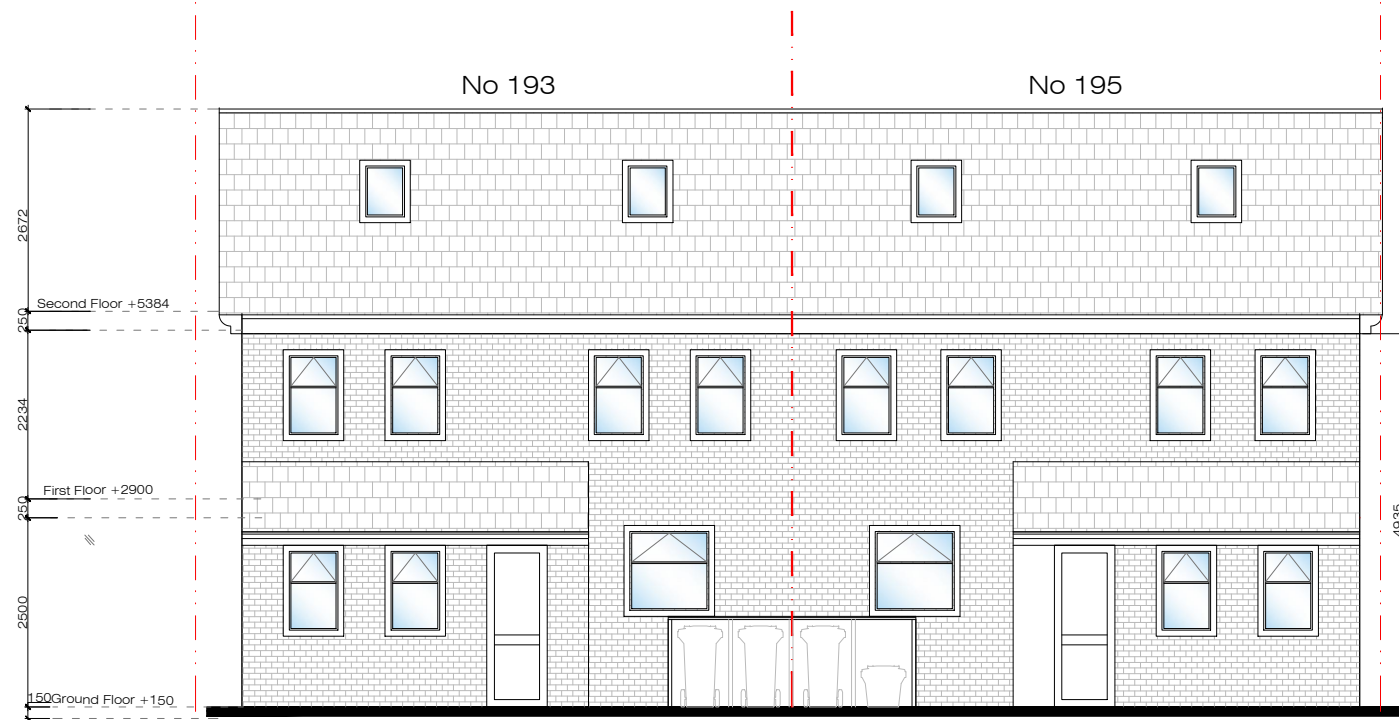 No 193
No 195
2672
Second Floor +5384
250
2234
First Floor +2900
250
4935
2500
150
Ground Floor +150